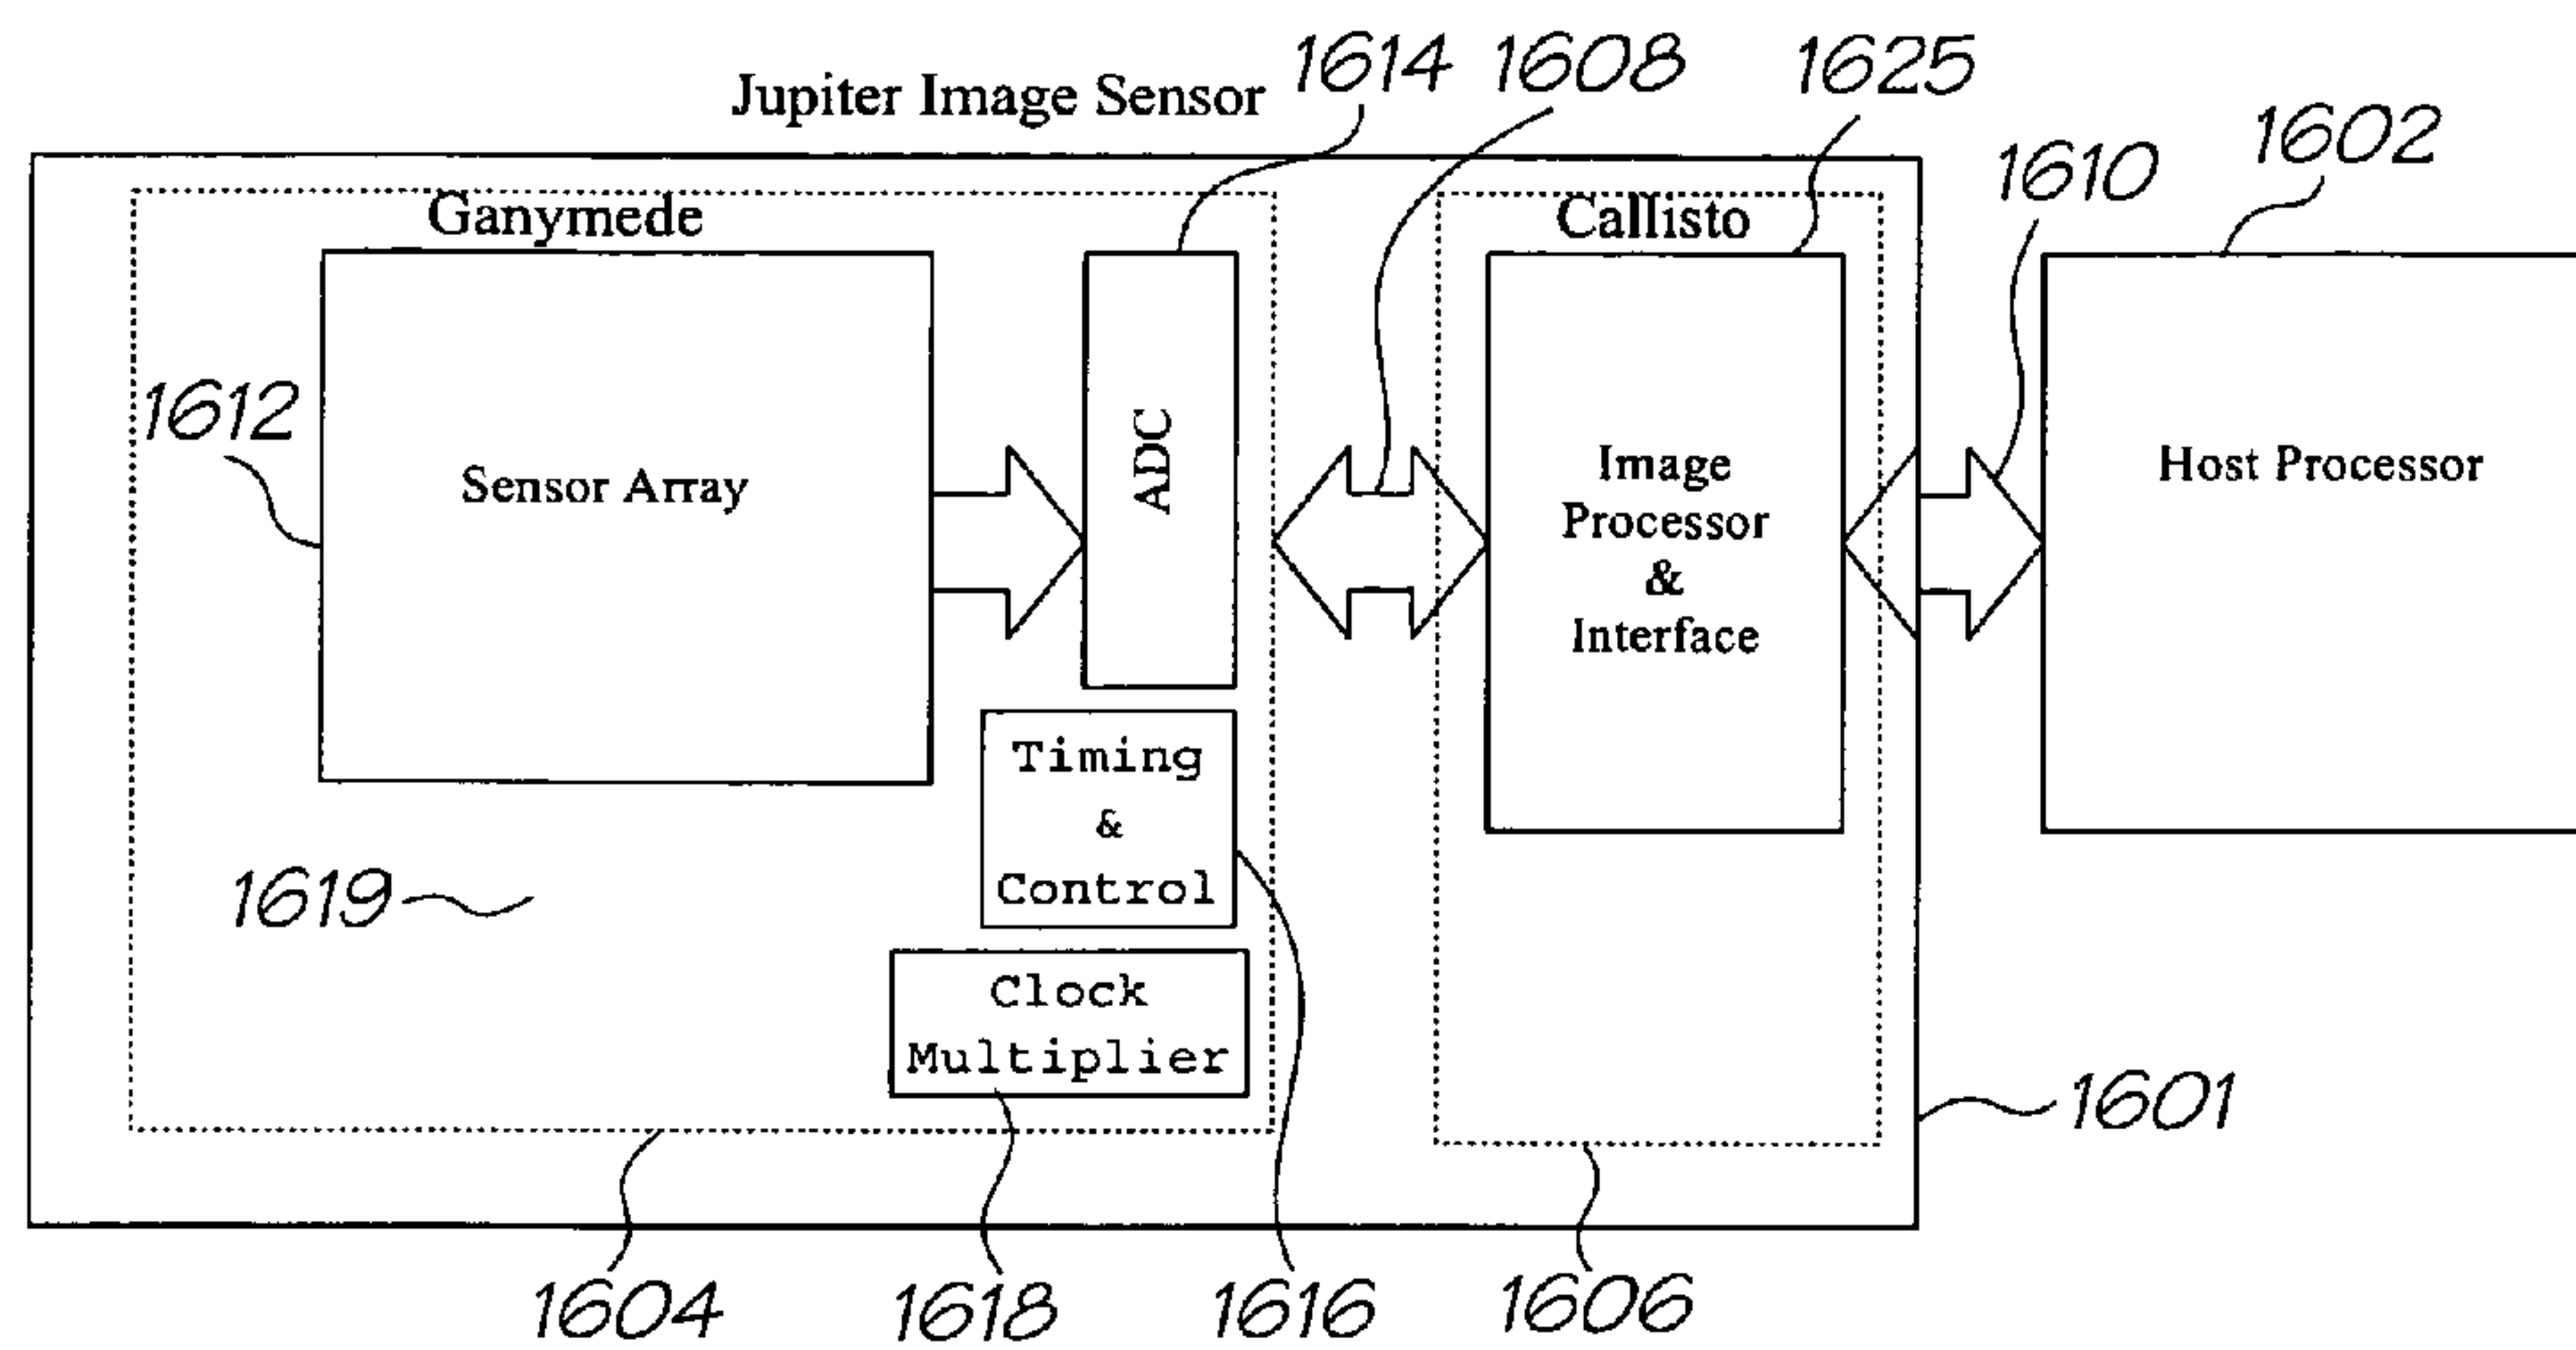 Jupiter Image Sensor
1614
1608
1625
1602
1610
Ganymede
Callisto
1612
Sensor Array
ADC
Image
Processor
&
Interface
Host Processor
Timing
&
Control
1619
Clock
Multiplier
1601
1604
1618
1616
1606